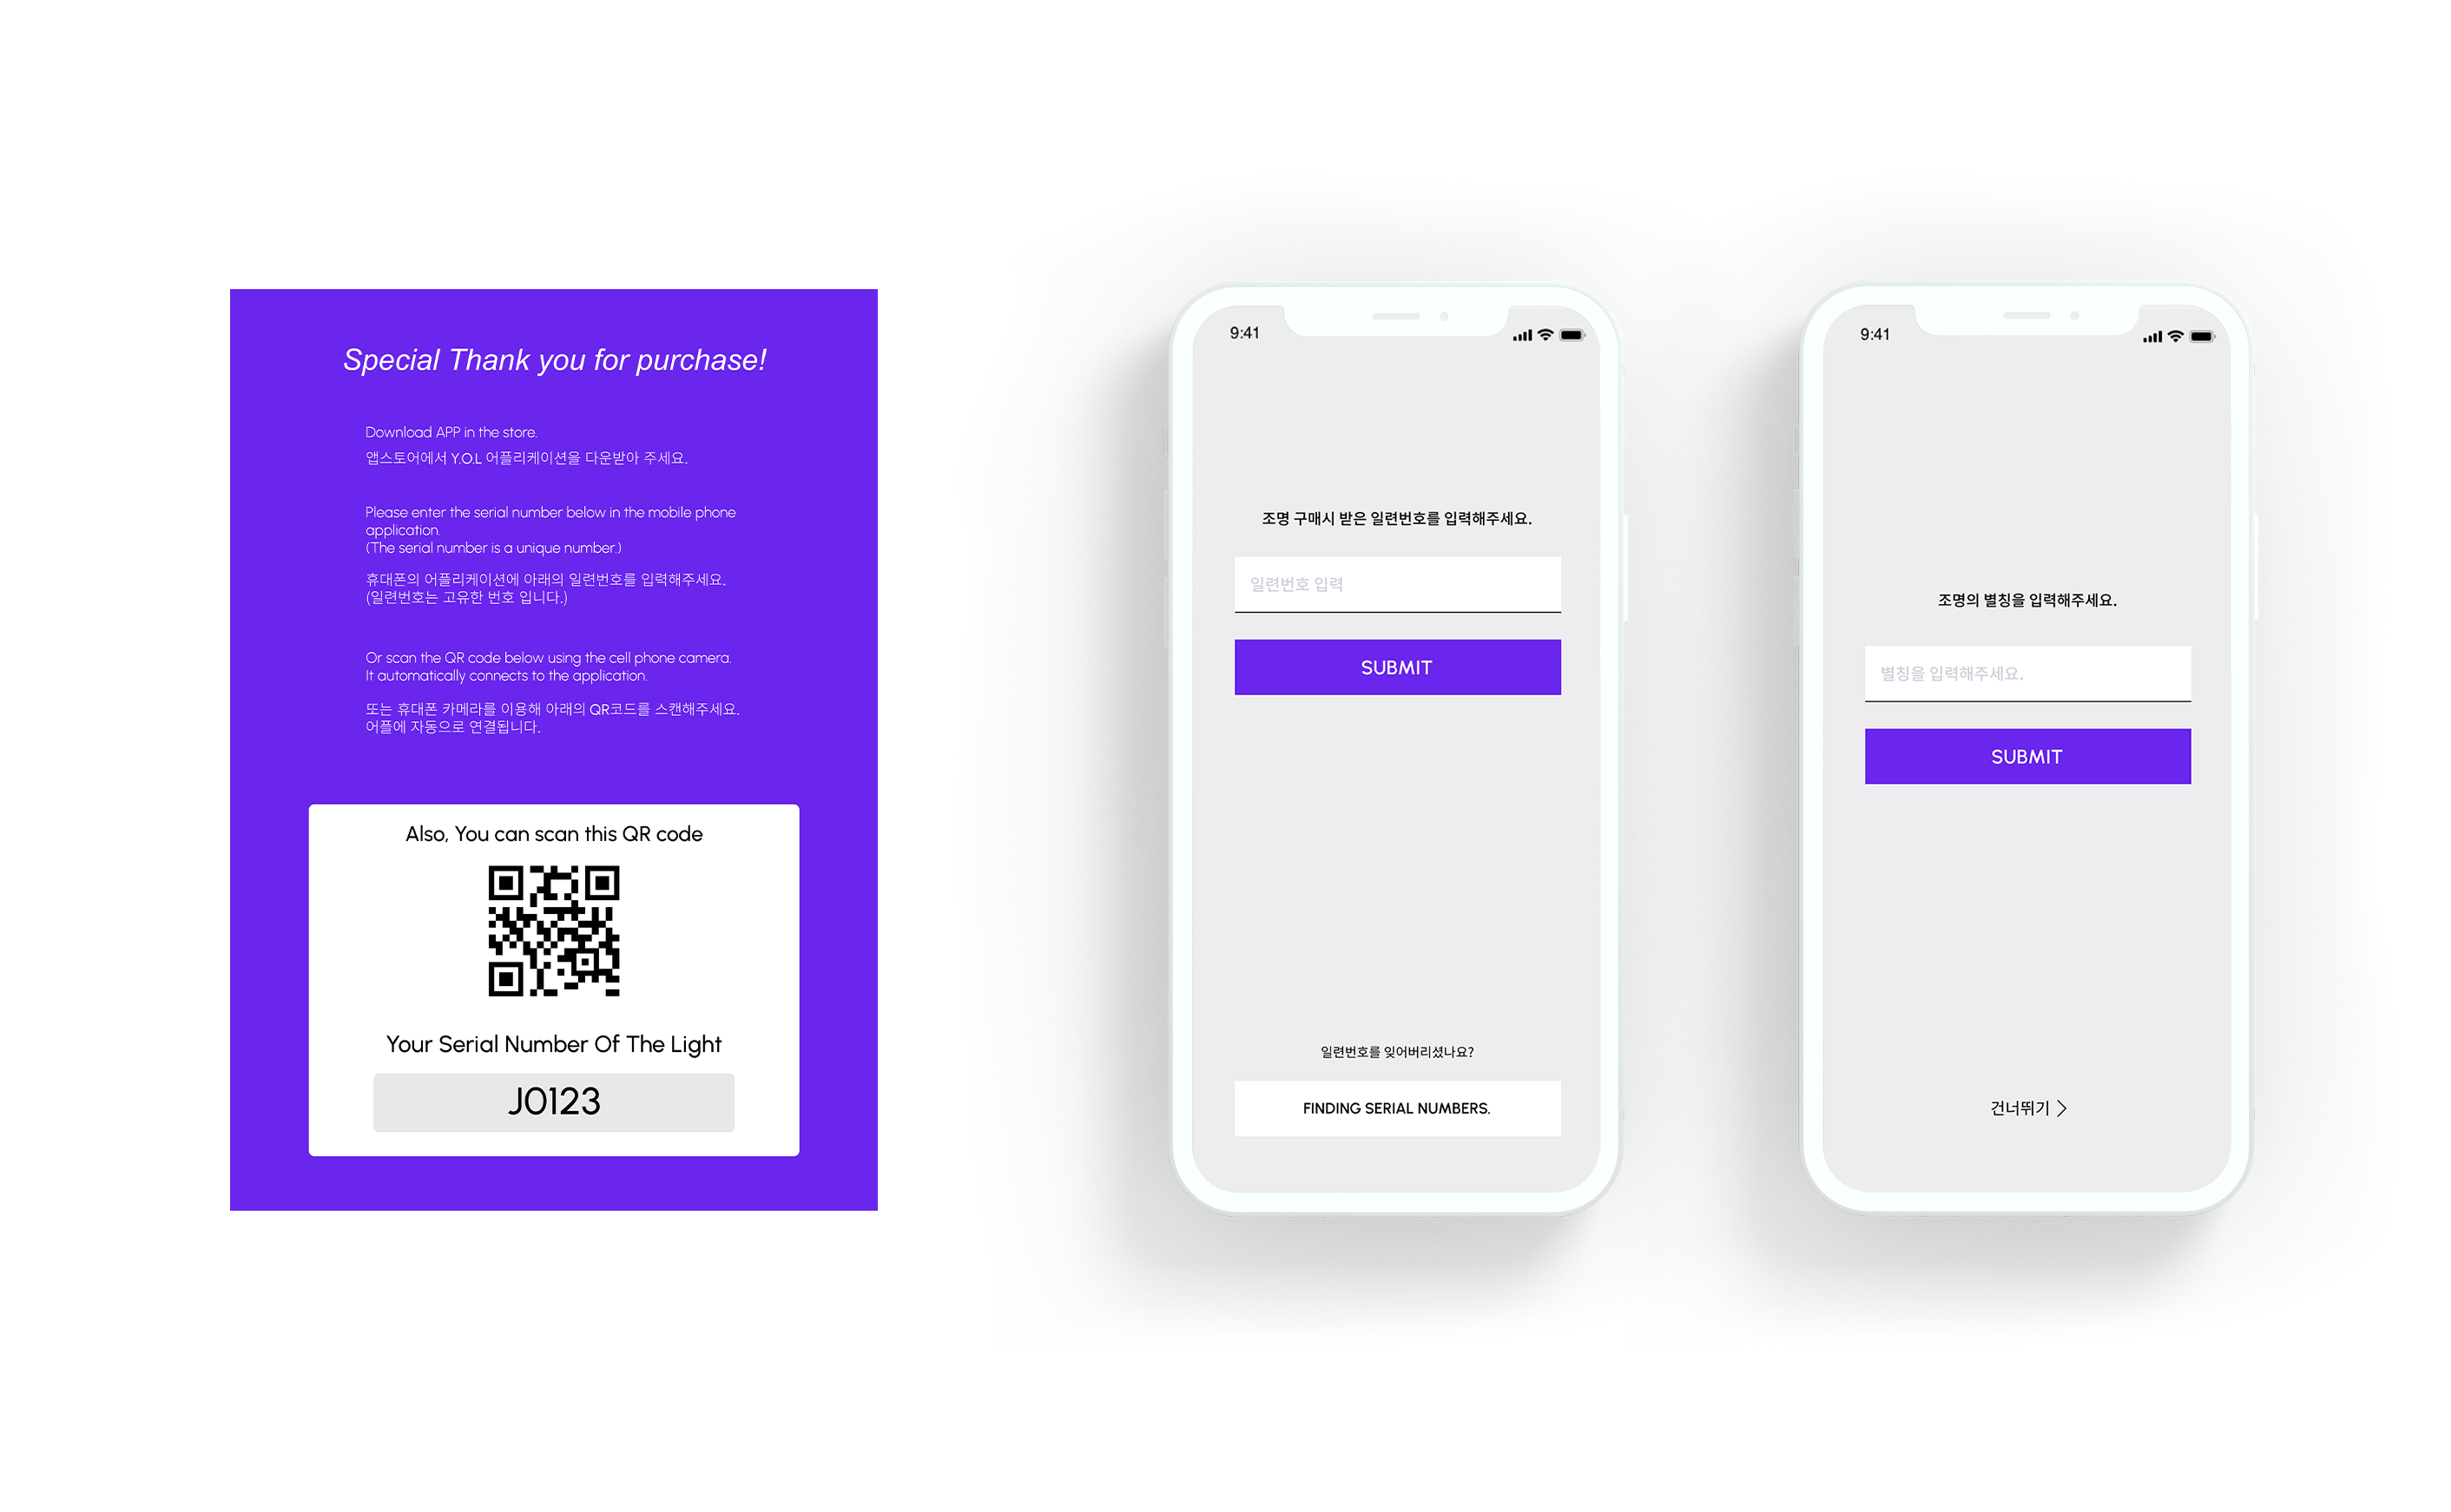 Special Thank you for purchase!
Download APP in the store.
앱스토어에서 Y.O.L 어플리케이션을 다운받아 주세요.
Please enter the serial number below in the mobile phone
application.
(The serial number is a unique number.)
휴대폰의 어플리케이션에 아래의 일련번호를 입력해주세요.
(일련번호는 고유한 번호 입니다.)
Or scan the QR code below using the cell phone camera.
It automatically connects to the application.
또는 휴대폰 카메라를 이용해 아래의 QR코드를 스캔해주세요.
어플에 자동으로 연결됩니다.
Also, You can scan this QR code
Your Serial Number Of The Light
J0123
9:41
조명 구매시 받은 일련번호를 입력해주세요.
일련번호 입력
SUBMIT
일련번호를 잊어버리셨나요?
FINDING SERIAL NUMBERS.
9:41
조명의 별칭을 입력해주세요.
별칭을 입력해주세요.
SUBMIT
건너뛰기 >